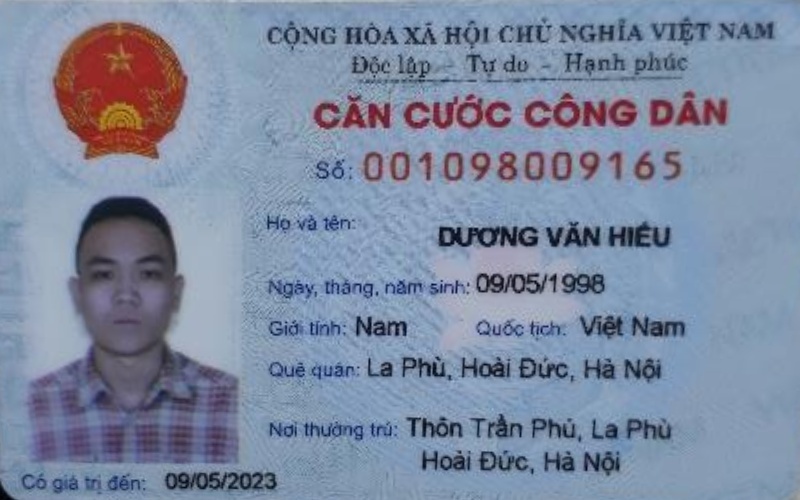 CỘNG HÒA XÃ HỘI CHỦ NGHĨA VIỆT NAM
Độc lập - Tự do - Hạnh phúc
CĂN CƯỚC CÔNG DÂN
Số: 001098009165
Họ và tên: DƯƠNG VĂN HIẾU
Ngày, tháng, năm sinh: 09/05/1998
Giới tính: Nam Quốc tịch: Việt Nam
Quê quán: La Phù, Hoài Đức, Hà Nội
Nơi thường trú: Thôn Trần Phú, La Phù
Hoài Đức, Hà Nội
Có giá trị đến: 09/05/2023